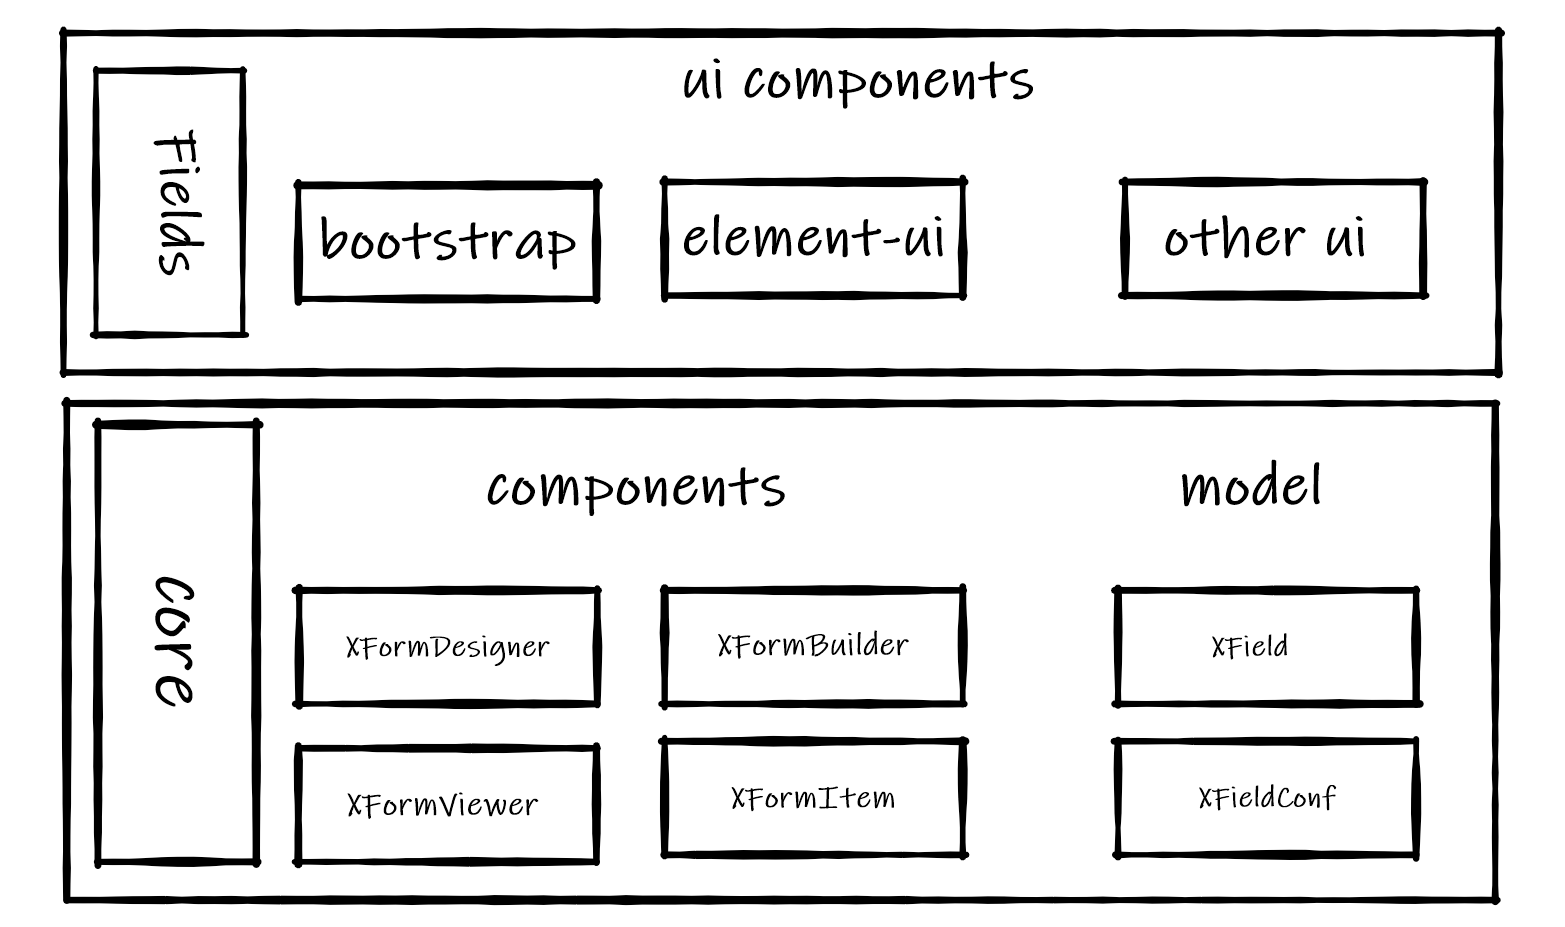 ui components
Fields
bootstrap
element-ui
other ui
core
components
model
XFormDesigner
XFormBuilder
XField
XFormViewer
XFormItem
XFieldConf